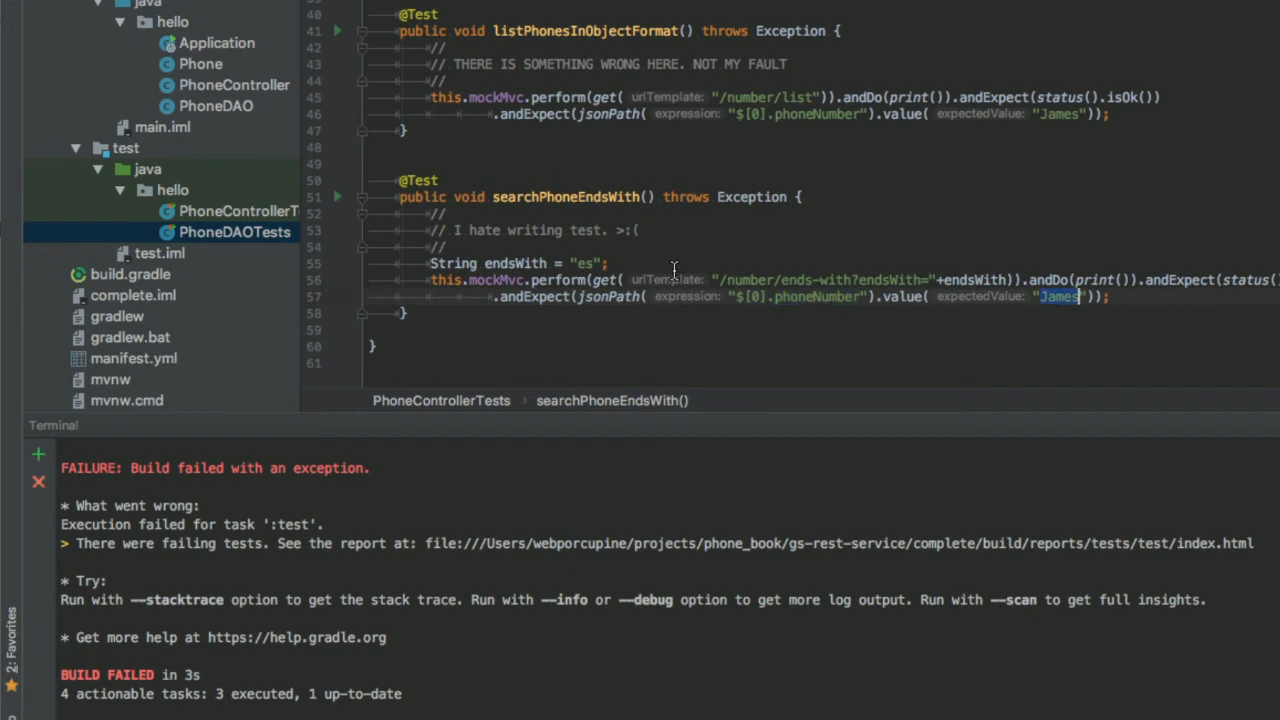 java
hello
Application
Phone
PhoneController
PhoneDAO
main.iml
test
java
hello
PhoneControllerT
PhoneDAOTests
test.iml
build.gradle
complete.iml
gradlew
gradlew.bat
manifest.yml
mvnw
mvnw.cmd
40 @Test
41 public void listPhonesInObjectFormat() throws Exception {
42 //
43 // THERE IS SOMETHING WRONG HERE. NOT MY FAULT
44 //
45 this.mockMvc.perform(get( urlTemplate: "/number/list")).andDo(print()).andExpect(status().isOk())
46 .andExpect(jsonPath( expression: "$[0].phoneNumber").value( expectedValue: "James"));
47 }
48
49
50 @Test
51 public void searchPhoneEndsWith() throws Exception {
52 //
53 // I hate writing test. >:(
54 //
55 String endsWith = "es";
56 this.mockMvc.perform(get( urlTemplate: "/number/ends-with?endsWith="+endsWith)).andDo(print()).andExpect(status()
57 .andExpect(jsonPath( expression: "$[0].phoneNumber").value( expectedValue: "James"));
58 }
59
60 }
61
PhoneControllerTests › searchPhoneEndsWith()
Terminal
FAILURE: Build failed with an exception.
* What went wrong:
Execution failed for task ':test'.
> There were failing tests. See the report at: file:///Users/webporcupine/projects/phone_book/gs-rest-service/complete/build/reports/tests/test/index.html
* Try:
Run with --stacktrace option to get the stack trace. Run with --info or --debug option to get more log output. Run with --scan to get full insights.
* Get more help at https://help.gradle.org
BUILD FAILED in 3s
4 actionable tasks: 3 executed, 1 up-to-date
2: Favorites